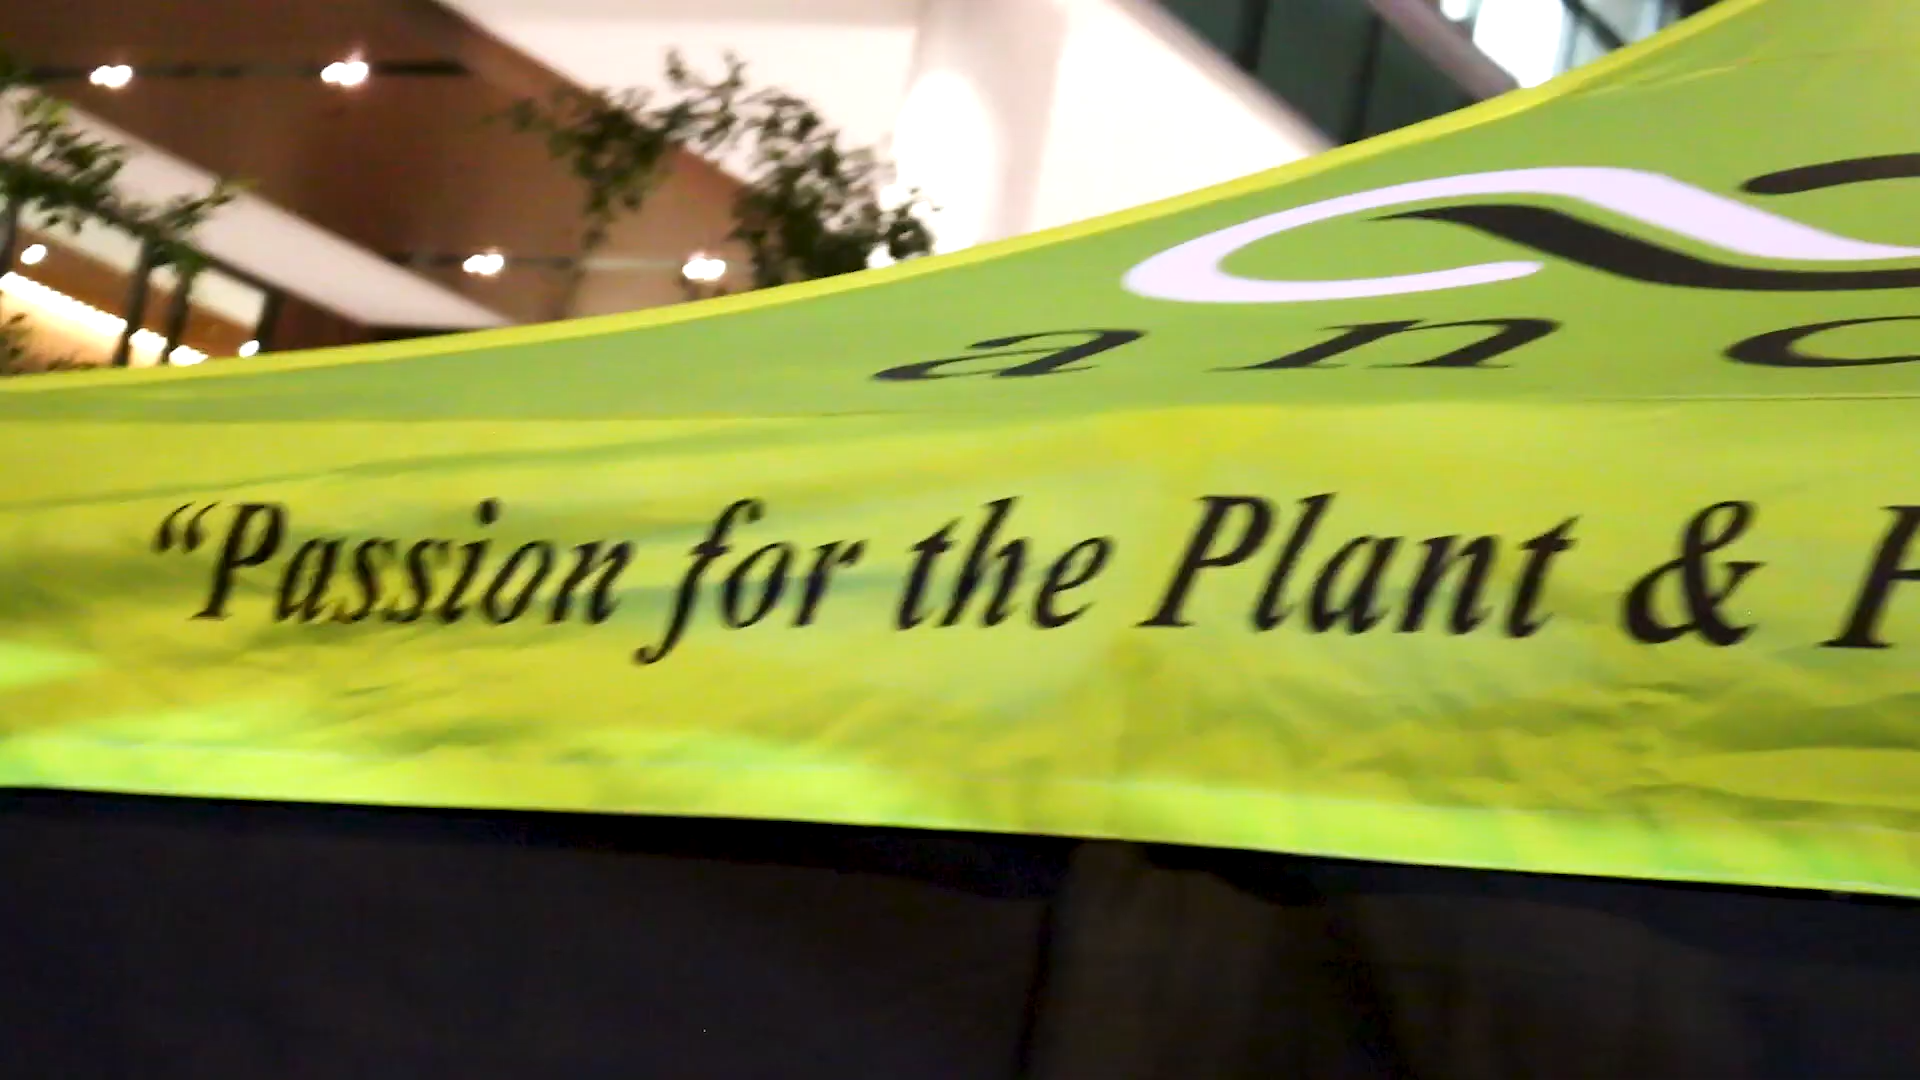 “Passion for the Plant &